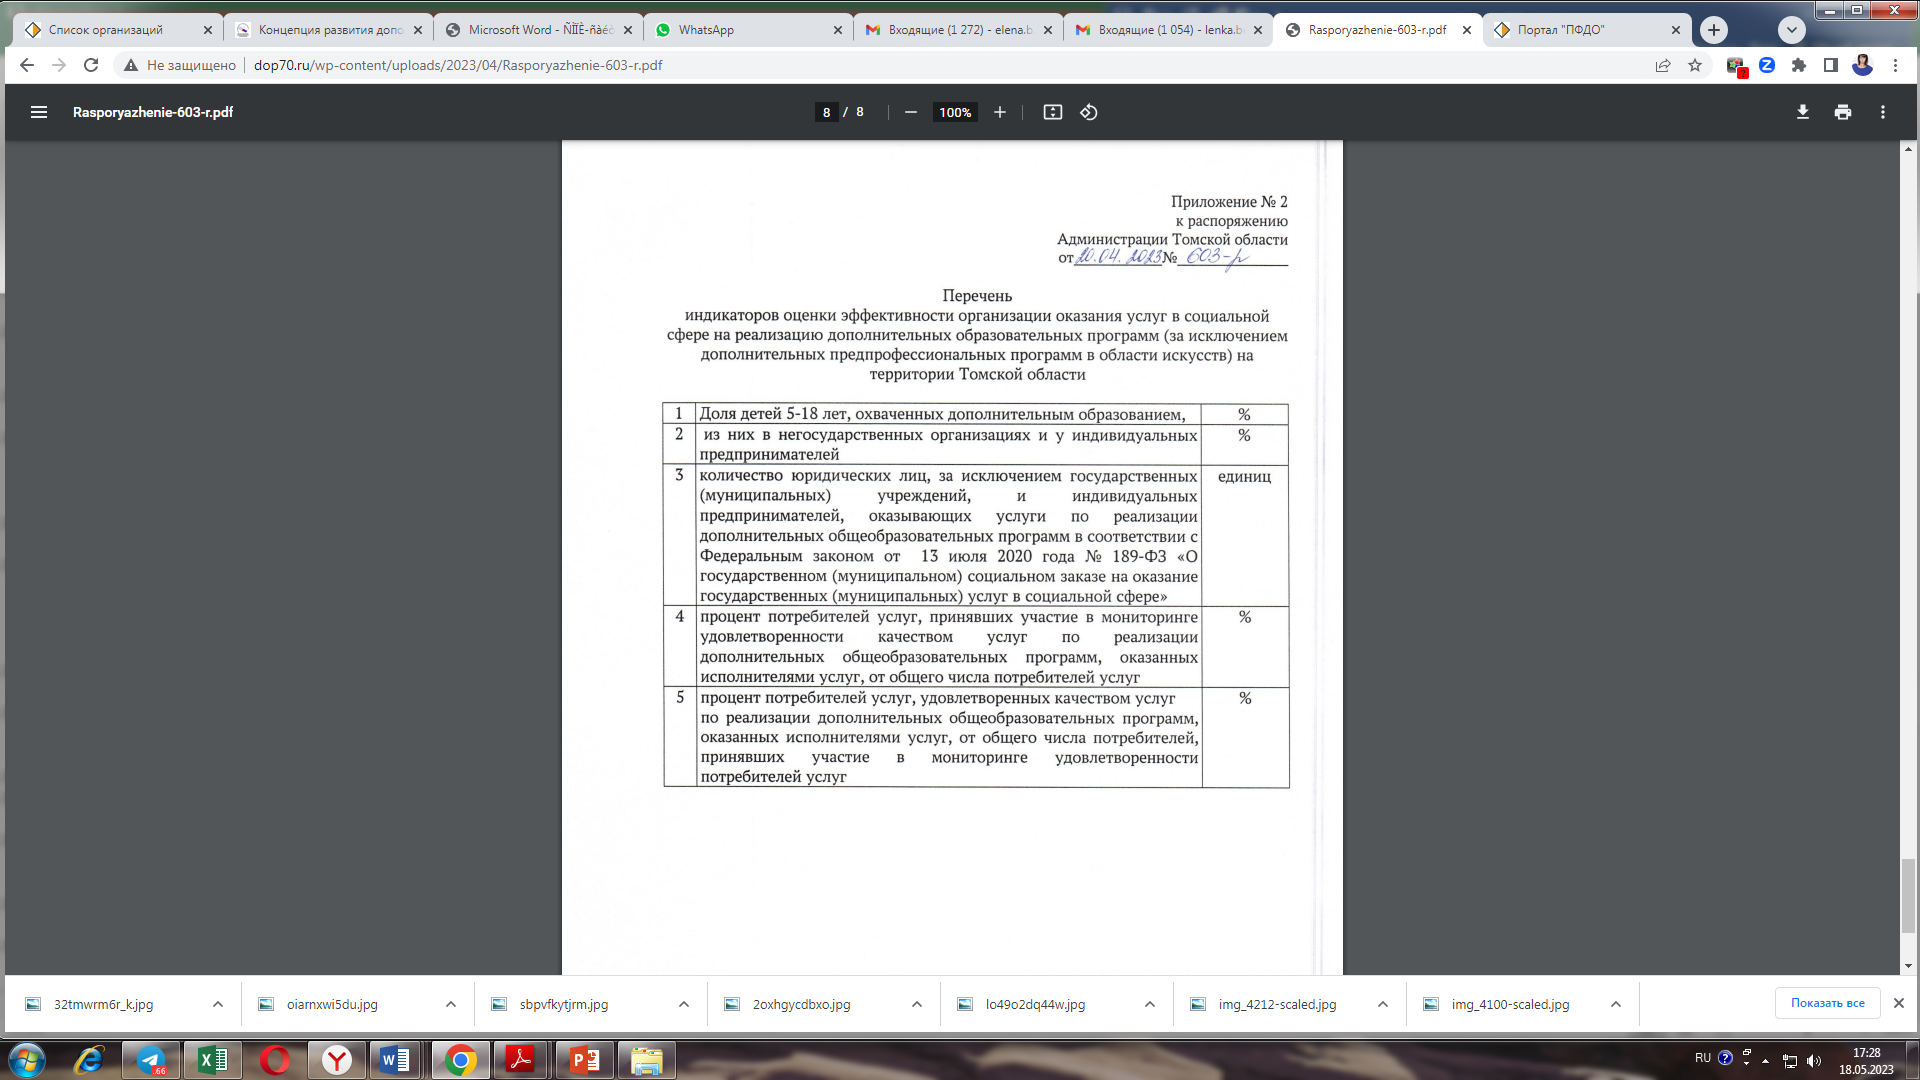 Список организаций
Концепция развития допо
Microsoft Word - ÑÏÏÈ-ñàéò
WhatsApp
Входящие (1 272) - elena.b
Входящие (1 054) - lenka.b
Rasporyazhenie-603-r.pdf
Портал "ПФДО"
Не защищено
dop70.ru/wp-content/uploads/2023/04/Rasporyazhenie-603-r.pdf
Rasporyazhenie-603-r.pdf
8 / 8
100%
Приложение № 2
к распоряжению
Администрации Томской области
от 20.04.2023 № 603-р
Перечень
индикаторов оценки эффективности организации оказания услуг в социальной
сфере на реализацию дополнительных образовательных программ (за исключением
дополнительных предпрофессиональных программ в области искусств) на
территории Томской области
1 Доля детей 5-18 лет, охваченных дополнительным образованием, %
2 из них в негосударственных организациях и у индивидуальных %
предпринимателей
3 количество юридических лиц, за исключением государственных единиц
(муниципальных) учреждений, и индивидуальных
предпринимателей, оказывающих услуги по реализации
дополнительных общеобразовательных программ в соответствии с
Федеральным законом от 13 июля 2020 года № 189-ФЗ «О
государственном (муниципальном) социальном заказе на оказание
государственных (муниципальных) услуг в социальной сфере»
4 процент потребителей услуг, принявших участие в мониторинге %
удовлетворенности качеством услуг по реализации
дополнительных общеобразовательных программ, оказанных
исполнителями услуг, от общего числа потребителей услуг
5 процент потребителей услуг, удовлетворенных качеством услуг %
по реализации дополнительных общеобразовательных программ,
оказанных исполнителями услуг, от общего числа потребителей,
принявших участие в мониторинге удовлетворенности
потребителей услуг
32tmwrm6r_k.jpg
oiarnxwi5du.jpg
sbpvfkytjrm.jpg
2oxhgycdbxo.jpg
lo49o2dq44w.jpg
img_4212-scaled.jpg
img_4100-scaled.jpg
Показать все
66
RU
17:28
18.05.2023